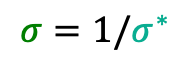 σ = 1/σ*